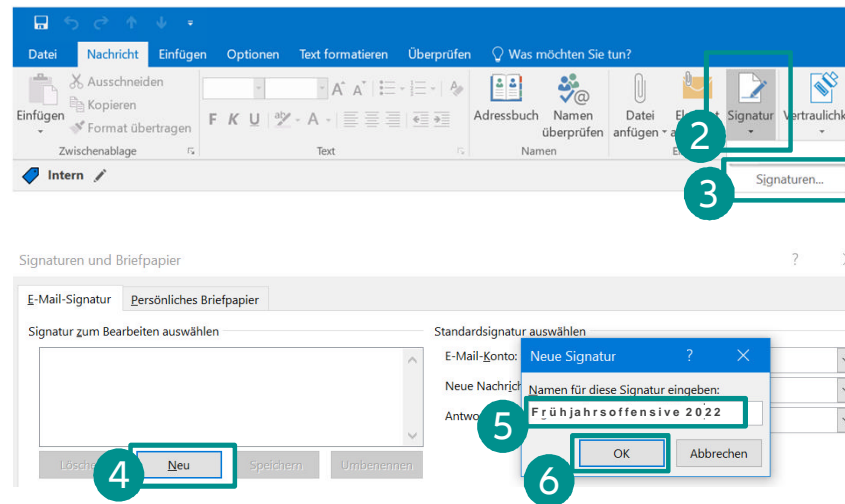 Datei Nachricht Einfügen Optionen Text formatieren Überprüfen Was möchten Sie tun?
Einfügen
Ausschneiden
Kopieren
Format übertragen
Zwischenablage
F K U
Text
Adressbuch Namen überprüfen
Namen
Datei anfügen
Signatur
2
Intern
3
Signaturen...
Signaturen und Briefpapier ?
E-Mail-Signatur Persönliches Briefpapier
Signatur zum Bearbeiten auswählen
Standardsignatur auswählen
E-Mail-Konto:
Neue Signatur ?
Namen für diese Signatur eingeben:
5
Frühjahrsoffensive 2022
4
Neu Speichern Umbenennen
6
OK Abbrechen